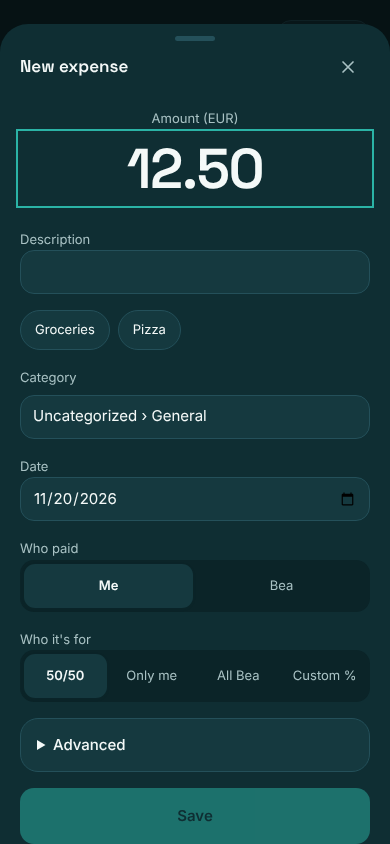 New expense
Amount (EUR)
12.50
Description
Groceries
Pizza
Category
Uncategorized › General
Date
11/20/2026
Who paid
Me
Bea
Who it's for
50/50
Only me
All Bea
Custom %
Advanced
Save